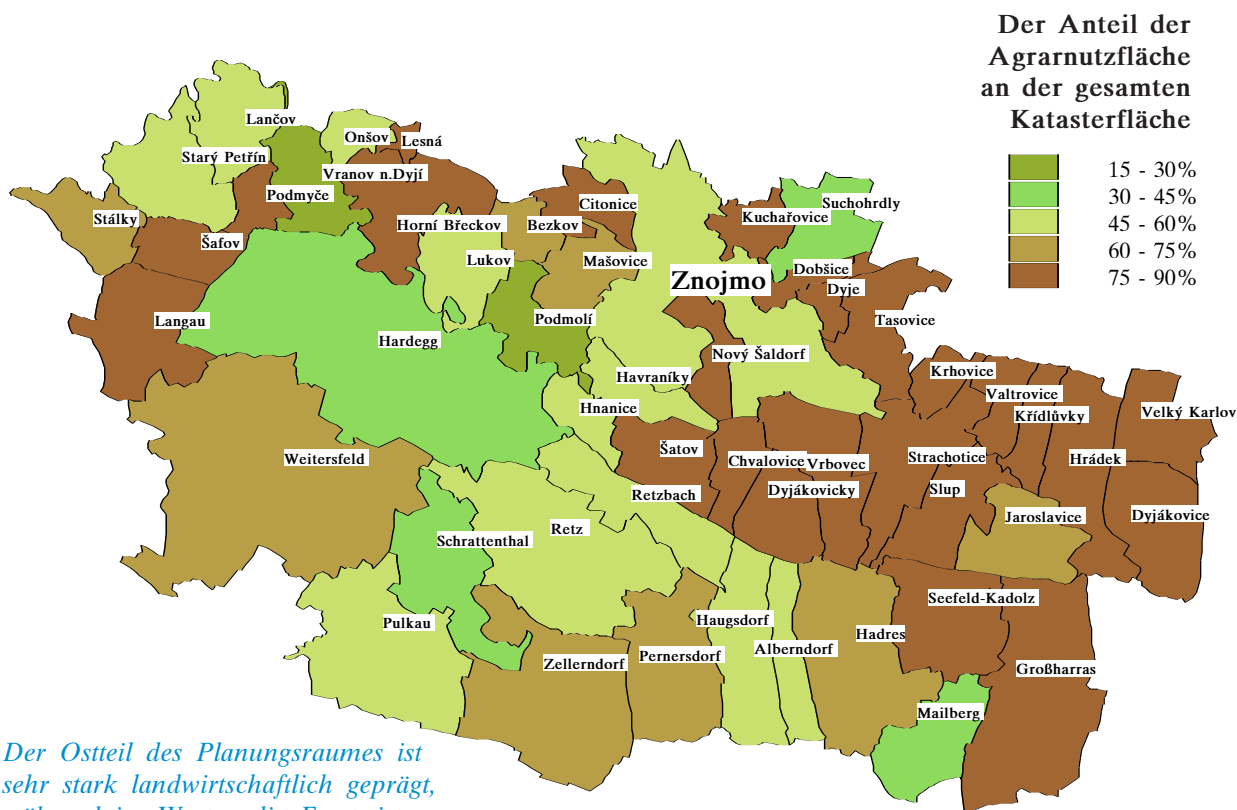 Der Anteil der
Agrarnutzfläche
an der gesamten
Katasterfläche
15 - 30%
30 - 45%
45 - 60%
60 - 75%
75 - 90%
Lančov
Onšov
Lesná
Starý Petřín
Vranov n.Dyjí
Podmyče
Stálky
Šafov
Horní Břeckov
Bezkov
Citonice
Kuchařovice
Suchohrdly
Lukov
Mašovice
Znojmo
Dobšice
Dyje
Langau
Hardegg
Podmolí
Tasovice
Nový Šaldorf
Havraníky
Krhovice
Valtrovice
Hnanice
Křídlůvky
Velký Karlov
Weitersfeld
Šatov
Chvalovice
Vrbovec
Strachotice
Hrádek
Retzbach
Dyjákovicky
Slup
Jaroslavice
Dyjákovice
Schrattenthal
Retz
Pulkau
Haugsdorf
Alberndorf
Hadres
Seefeld-Kadolz
Zellerndorf
Pernersdorf
Großharras
Mailberg
Der Ostteil des Planungsraumes ist
sehr stark landwirtschaftlich geprägt,